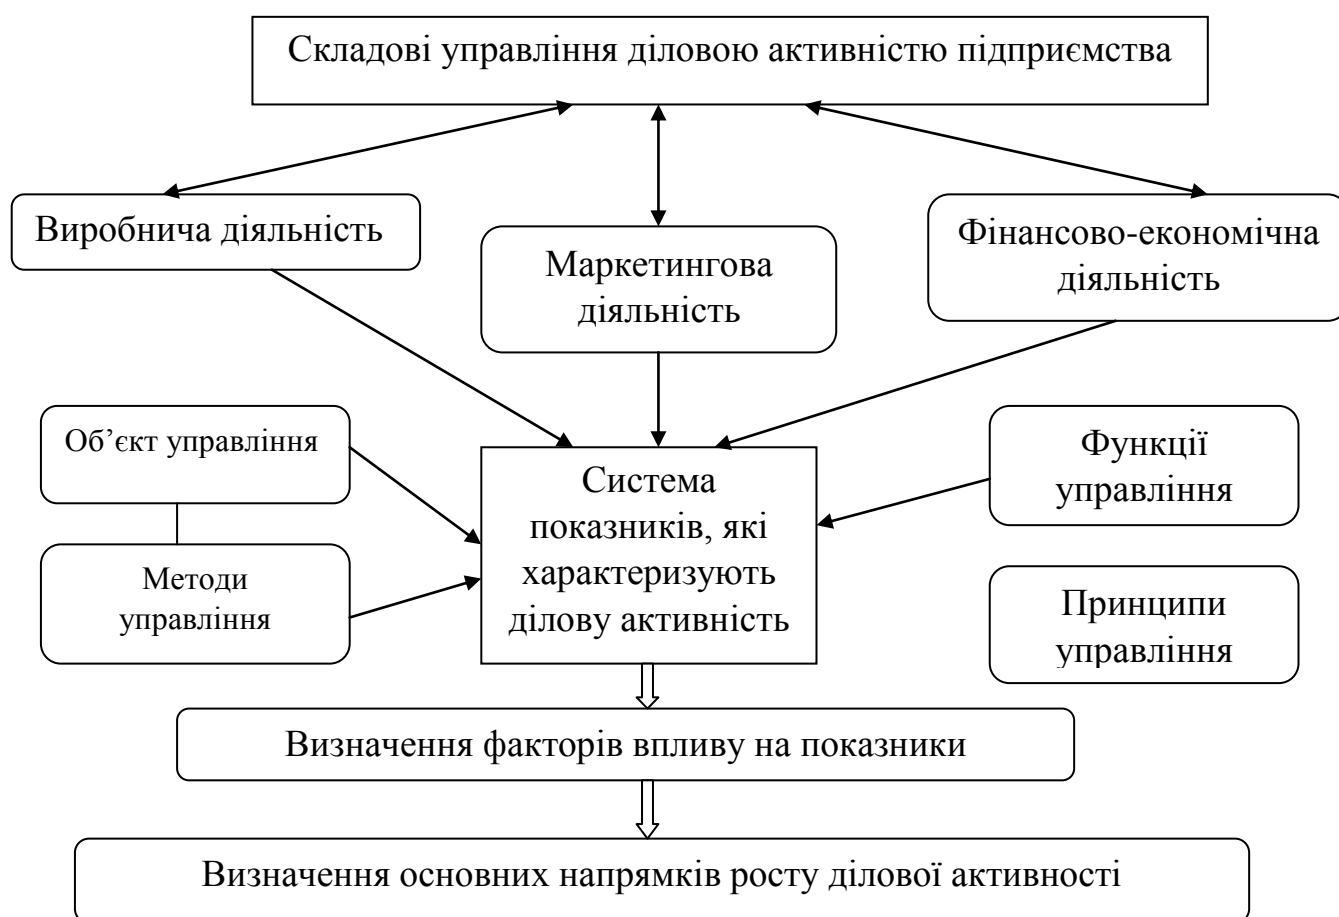 Складові управління діловою активністю підприємства
Виробнича діяльність
Маркетингова
діяльність
Фінансово-економічна
діяльність
Об’єкт управління
Методи
управління
Система
показників, які
характеризують
ділову активність
Функції
управління
Принципи
управління
Визначення факторів впливу на показники
Визначення основних напрямків росту ділової активності